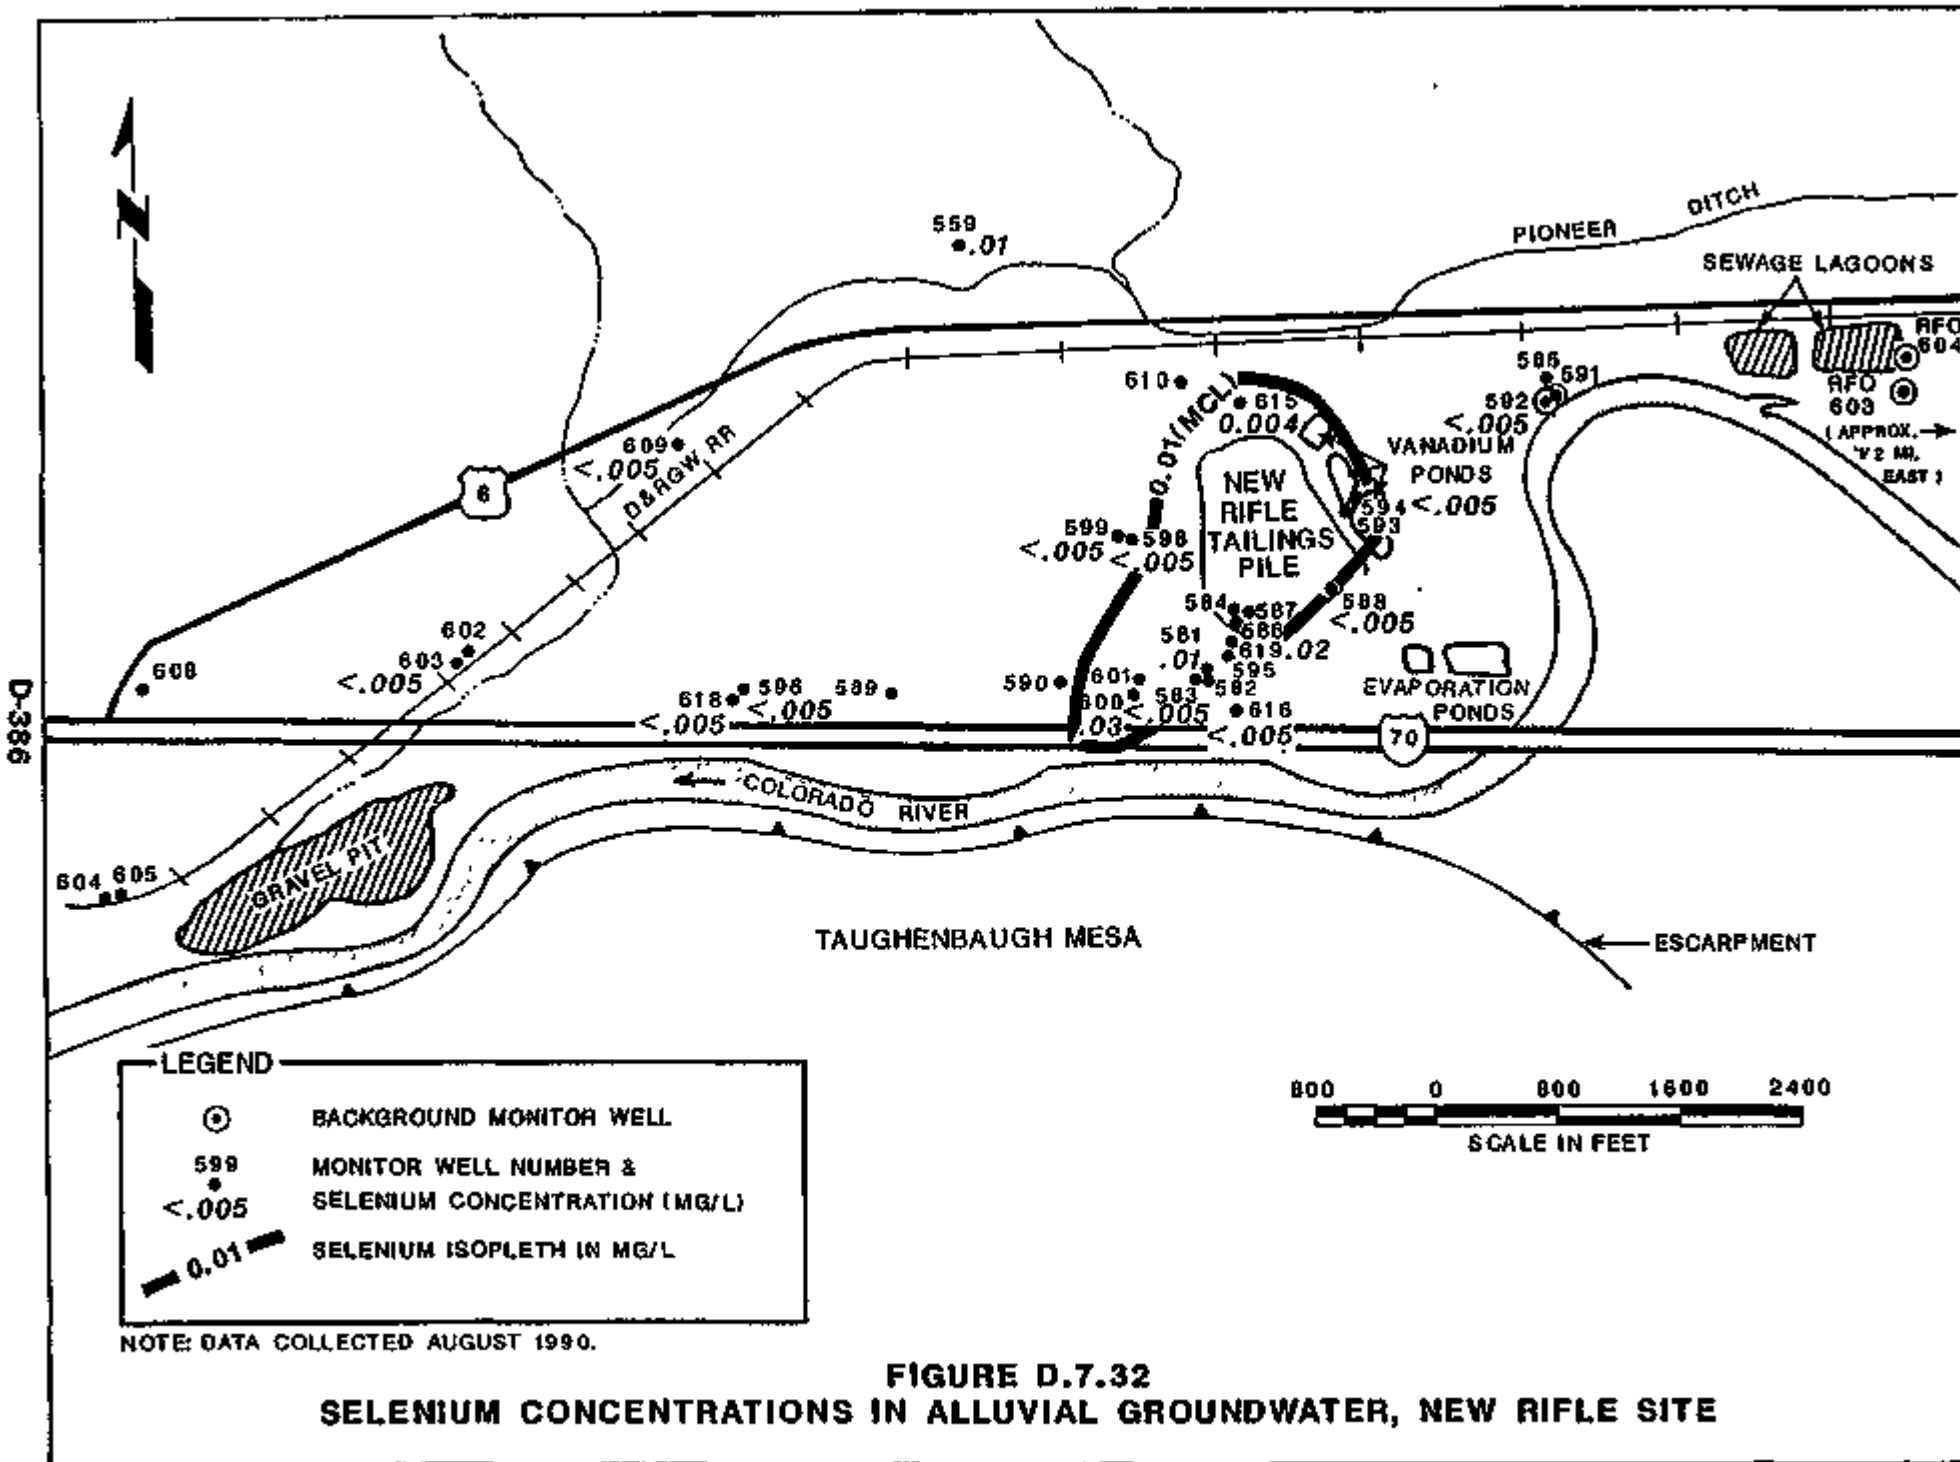 N
559
.01
PIONEER DITCH
SEWAGE LAGOONS
RFO
604
RFO
603
(APPROX.
EAST)
585
591
592
<.005
610
0.01(MCL)
615
0.004
VANADIUM
PONDS
<.005
594
593
NEW
RIFLE
TAILINGS
PILE
609
<.005
D&RGW RR
6
599
<.005
598
<.005
584
587
588
<.005
586
581
.01
619
.02
595
582
583
<.005
601
600
.03
590
589
616
<.005
EVAPORATION
PONDS
70
602
603
<.005
608
618
<.005
596
<.005
COLORADO RIVER
GRAVEL PIT
604 605
TAUGHENBAUGH MESA
ESCARPMENT
D-386
LEGEND
BACKGROUND MONITOR WELL
599
<.005
MONITOR WELL NUMBER &
SELENIUM CONCENTRATION (MG/L)
0.01
SELENIUM ISOPLETH IN MG/L
800 0 800 1600 2400
SCALE IN FEET
NOTE: DATA COLLECTED AUGUST 1990.
FIGURE D.7.32
SELENIUM CONCENTRATIONS IN ALLUVIAL GROUNDWATER, NEW RIFLE SITE